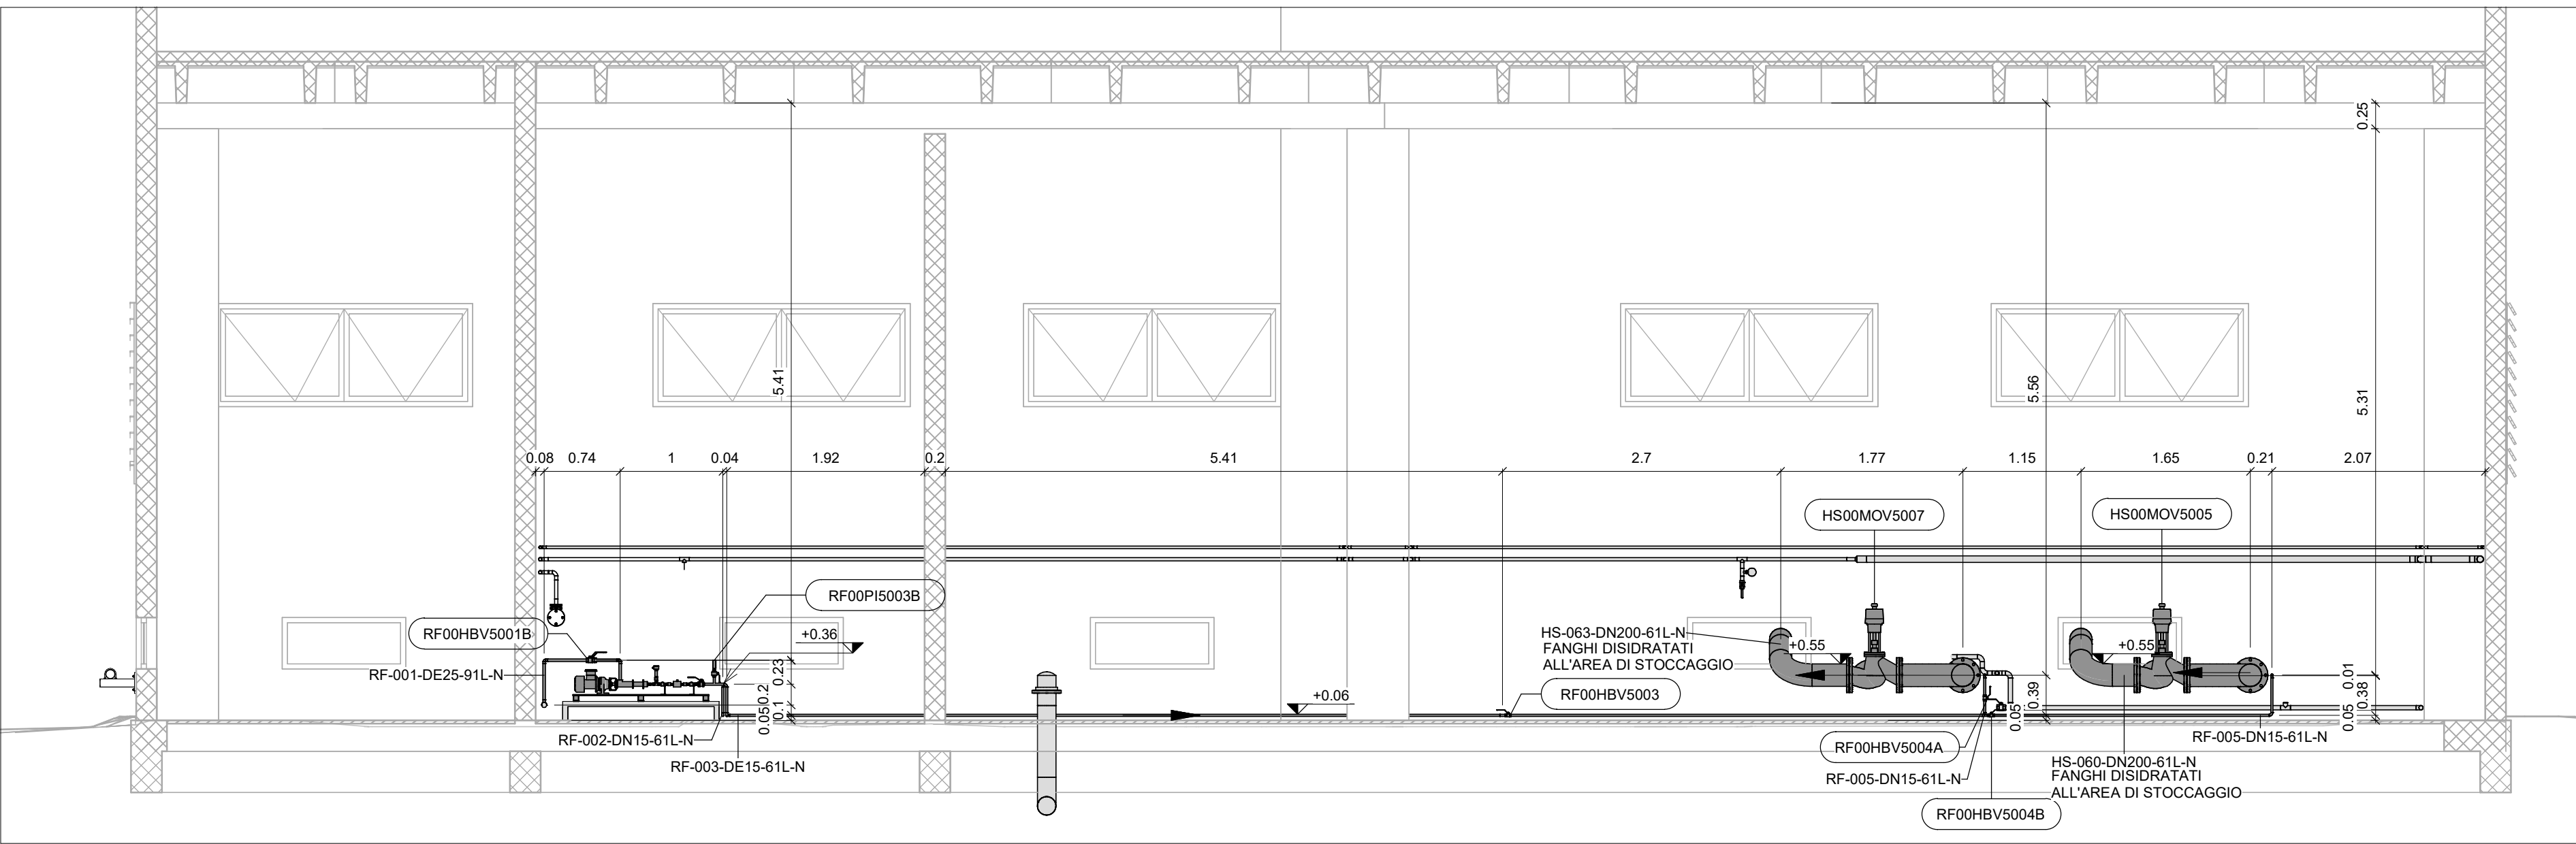 0.25
5.41
5.56
5.31
0.08
0.74
1
0.04
1.92
0.2
5.41
2.7
1.77
1.15
1.65
0.21
2.07
HS00MOV5007
HS00MOV5005
RF00PI5003B
RF00HBV5001B
+0.36
RF-001-DE25-91L-N
0.23
0.2
0.1
0.05
HS-063-DN200-61L-N
FANGHI DISIDRATATI
ALL'AREA DI STOCCAGGIO
+0.55
+0.55
RF00HBV5003
+0.06
0.39
0.05
0.01
0.38
0.05
RF-002-DN15-61L-N
RF-003-DE15-61L-N
RF00HBV5004A
RF-005-DN15-61L-N
RF-005-DN15-61L-N
HS-060-DN200-61L-N
FANGHI DISIDRATATI
ALL'AREA DI STOCCAGGIO
RF00HBV5004B